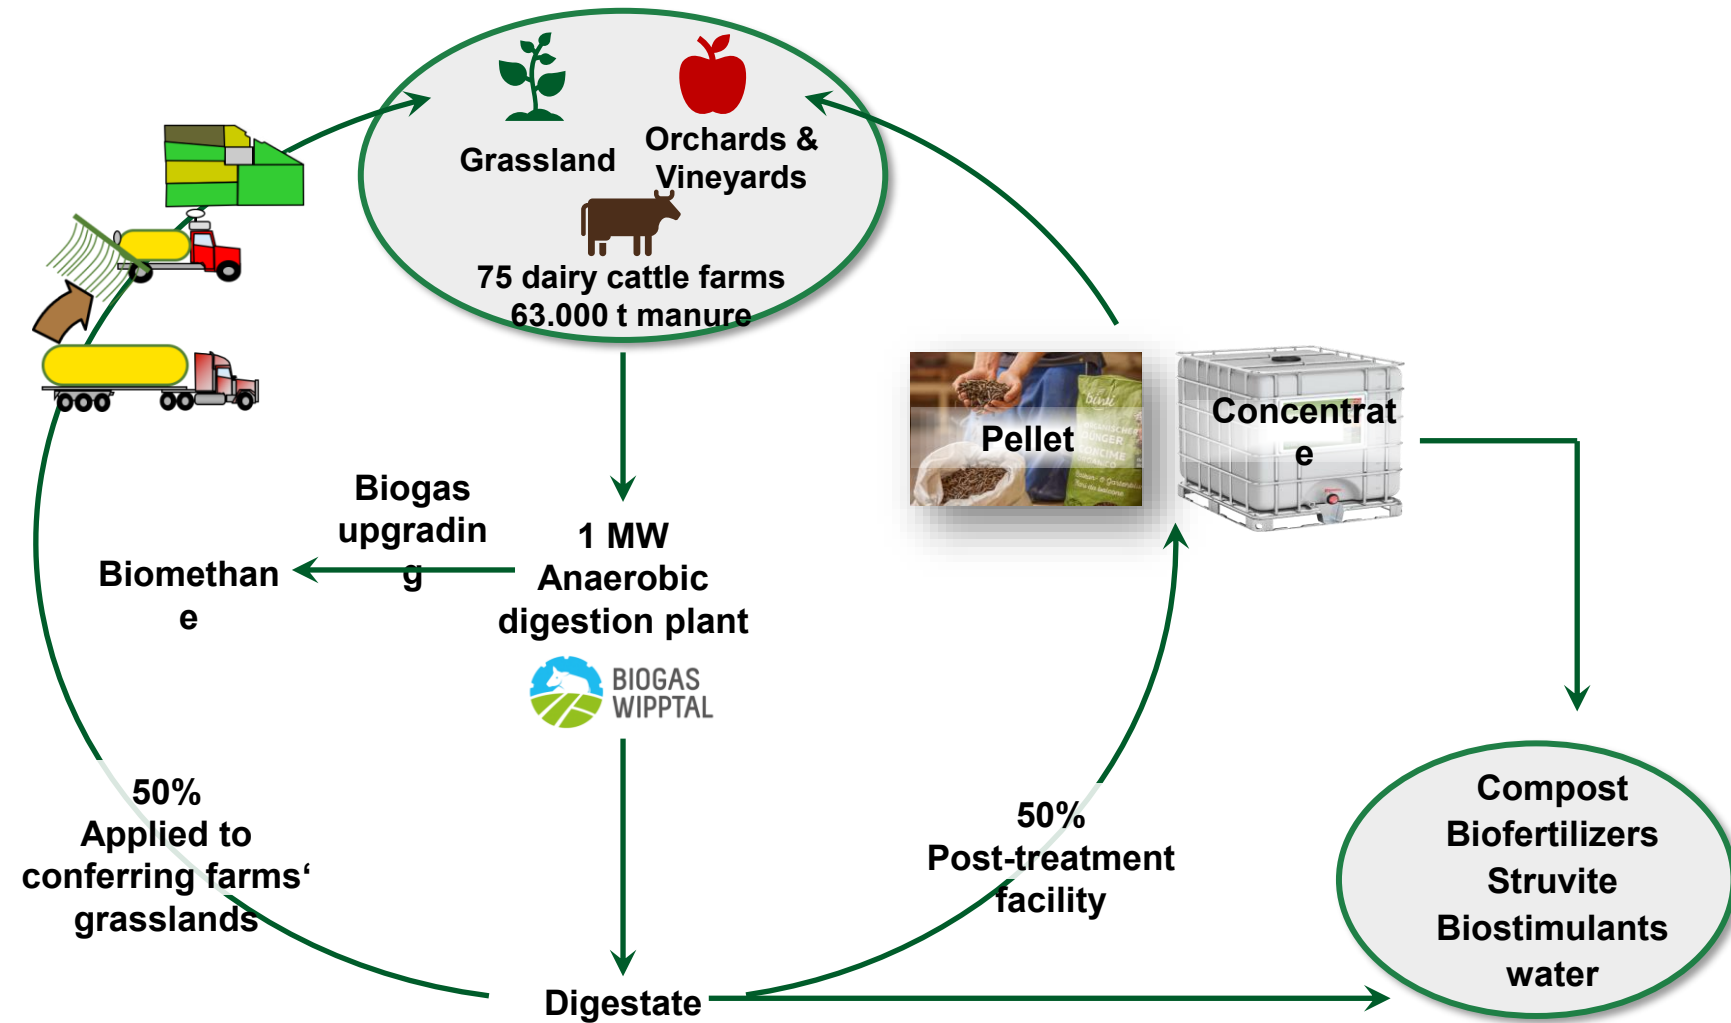 Grassland
Orchards &
Vineyards
75 dairy cattle farms
63.000 t manure
Pellet
binsi
Concentrat
e
Biogas
upgradin
g
Biomethan
e
1 MW
Anaerobic
digestion plant
BIOGAS
WIPPTAL
50%
Applied to
conferring farms‘
grasslands
50%
Post-treatment
facility
Digestate
Compost
Biofertilizers
Struvite
Biostimulants
water